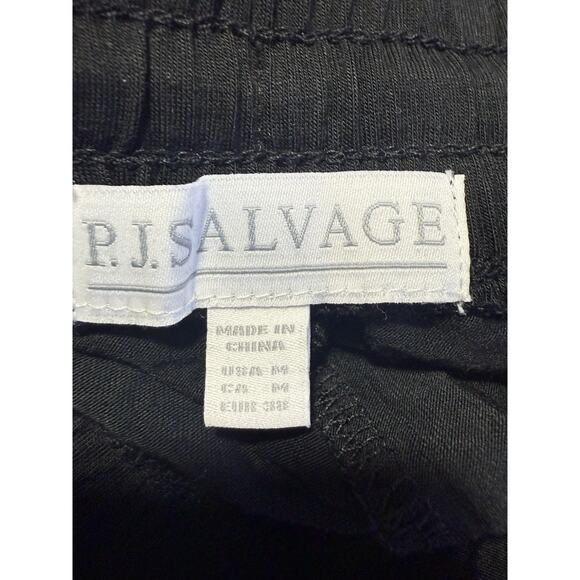 P.J. SALVAGE
MADE IN
CHINA
USA M
CA M
EUR 38